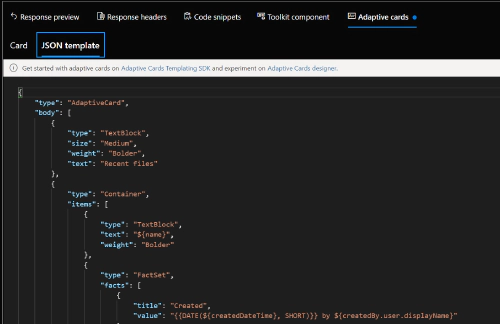 Response preview Response headers Code snippets Toolkit component Adaptive cards
Card JSON template
Get started with adaptive cards on Adaptive Cards Templating SDK and experiment on Adaptive Cards designer.
{
"type": "AdaptiveCard",
"body": [
{
"type": "TextBlock",
"size": "Medium",
"weight": "Bolder",
"text": "Recent files"
},
{
"type": "Container",
"items": [
{
"type": "TextBlock",
"text": "${name}",
"weight": "Bolder"
},
{
"type": "FactSet",
"facts": [
{
"title": "Created",
"value": "{{DATE(${createdDateTime}, SHORT)}} by ${createdBy.user.displayName}"